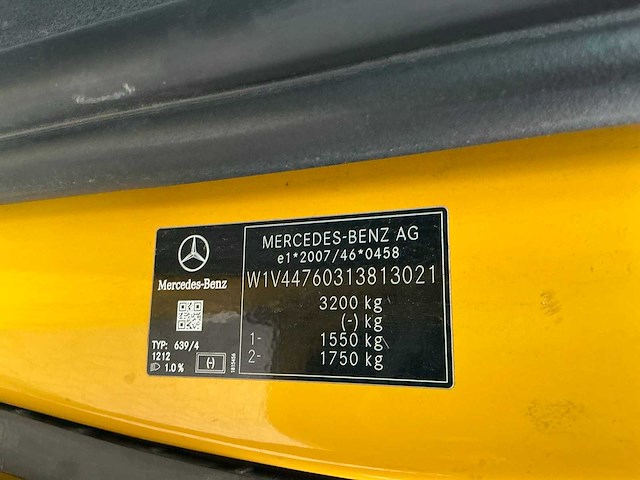 Mercedes-Benz
TYP: 639/4
1212
1.0 %
(-)
MERCEDES-BENZ AG
e1*2007/46*0458
W1V44760313813021
3200 kg
(-) kg
1- 1550 kg
2- 1750 kg